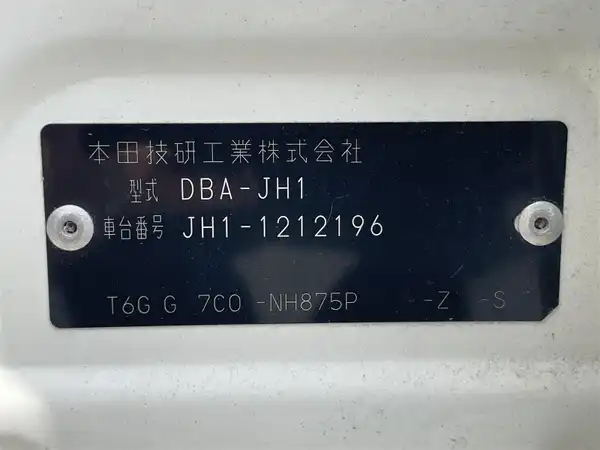 本田技研工業株式会社
型式 DBA-JH1
車台番号 JH1-1212196
T6G G 7C0 -NH875P -Z -S